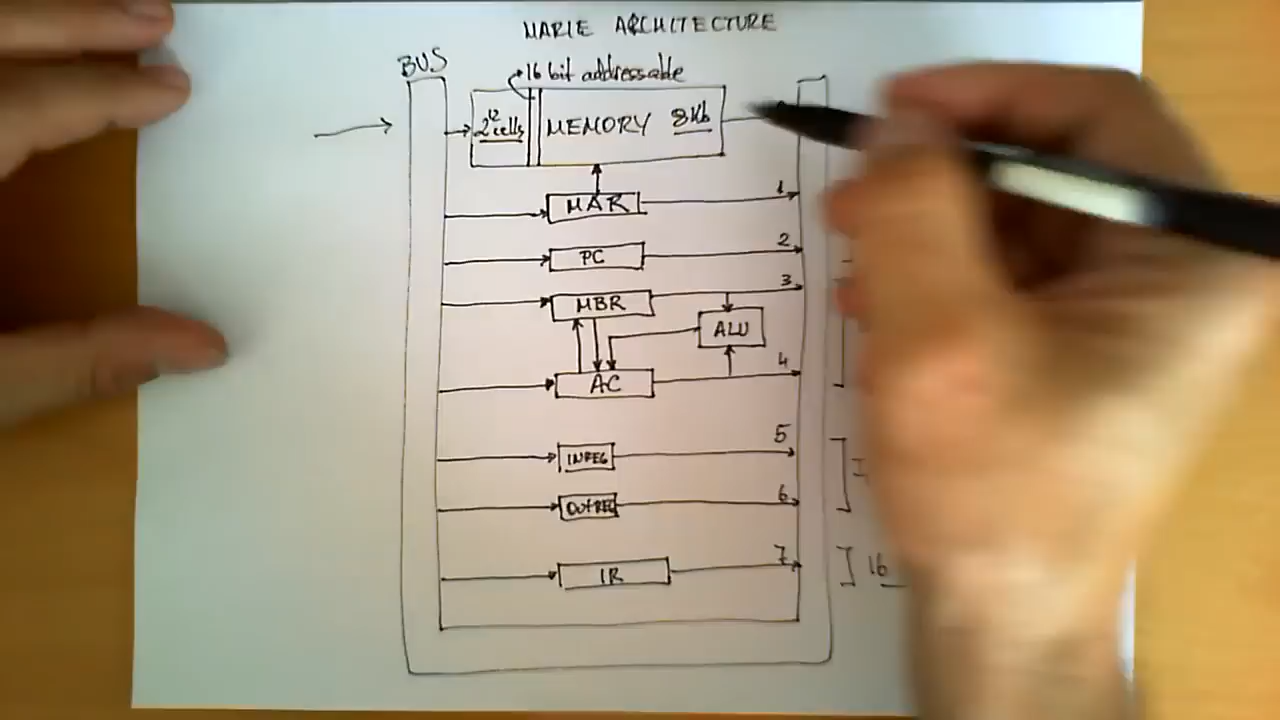 MARIE ARCHITECTURE
BUS
16 bit addressable
2^12 cells
MEMORY 8Kb
MAR
1
PC
2
MBR
3
ALU
AC
4
INREG
5
OUTREG
6
IR
7
16